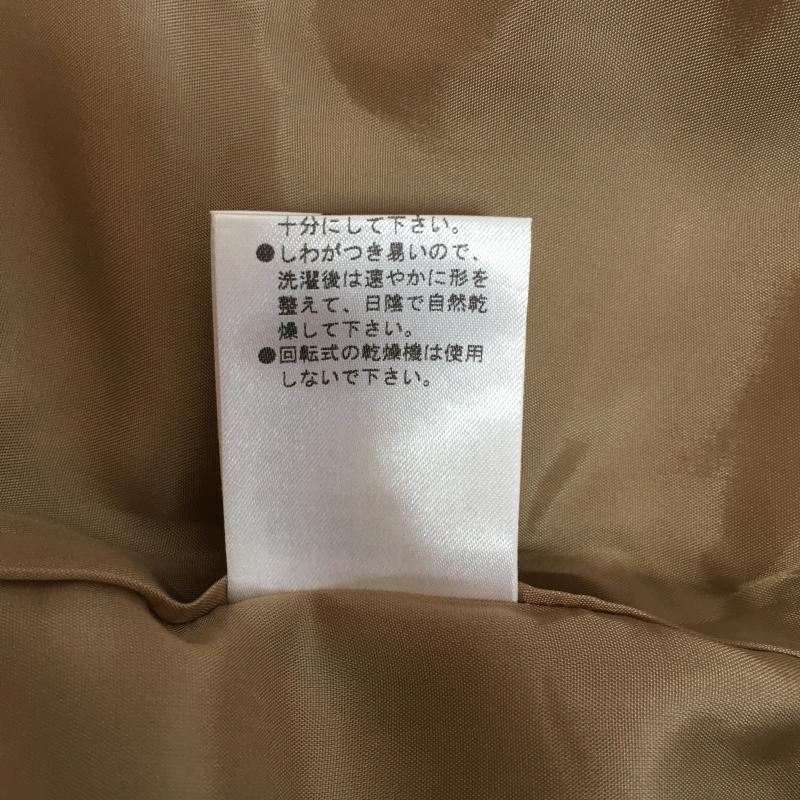 十分にして下さい。
●しわがつき易いので、
洗濯後は速やかに形を
整えて、日陰で自然乾
燥して下さい。
●回転式の乾燥機は使用
しないで下さい。